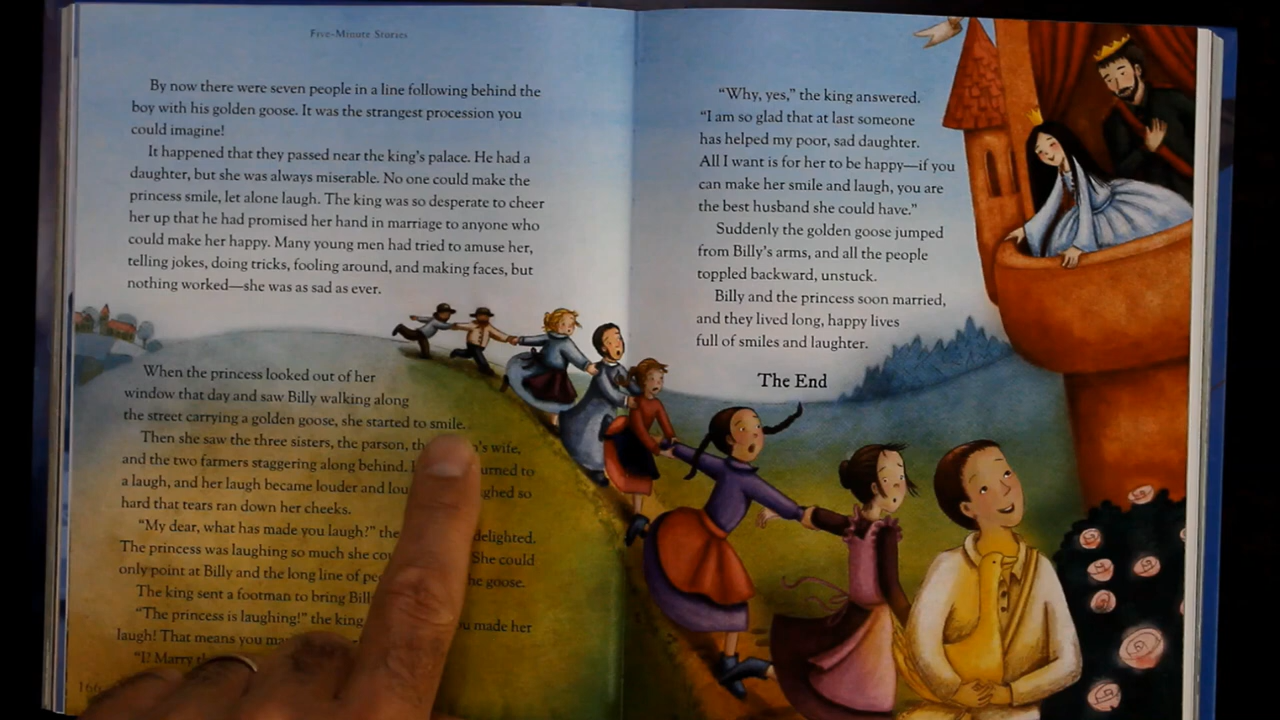 Five-Minute Stories
By now there were seven people in a line following behind the
boy with his golden goose. It was the strangest procession you
could imagine!
It happened that they passed near the king's palace. He had a
daughter, but she was always miserable. No one could make the
princess smile, let alone laugh. The king was so desperate to cheer
her up that he had promised her hand in marriage to anyone who
could make her happy. Many young men had tried to amuse her,
telling jokes, doing tricks, fooling around, and making faces, but
nothing worked—she was as sad as ever.
When the princess looked out of her
window that day and saw Billy walking along
the street carrying a golden goose, she started to smile.
Then she saw the three sisters, the parson, wife,
and the two farmers staggering along behind.
a laugh, and her laugh became louder and so
hard that tears ran down her cheeks.
"My dear, what has made you laugh?" the delighted.
The princess was laughing so much she She could
only point at Billy and the long line of goose.
The king sent a footman to bring
"The princess is laughing!" the king made her
laugh! That means you
"I? Marry
166
"Why, yes," the king answered.
"I am so glad that at last someone
has helped my poor, sad daughter.
All I want is for her to be happy—if you
can make her smile and laugh, you are
the best husband she could have."
Suddenly the golden goose jumped
from Billy's arms, and all the people
toppled backward, unstuck.
Billy and the princess soon married,
and they lived long, happy lives
full of smiles and laughter.
The End